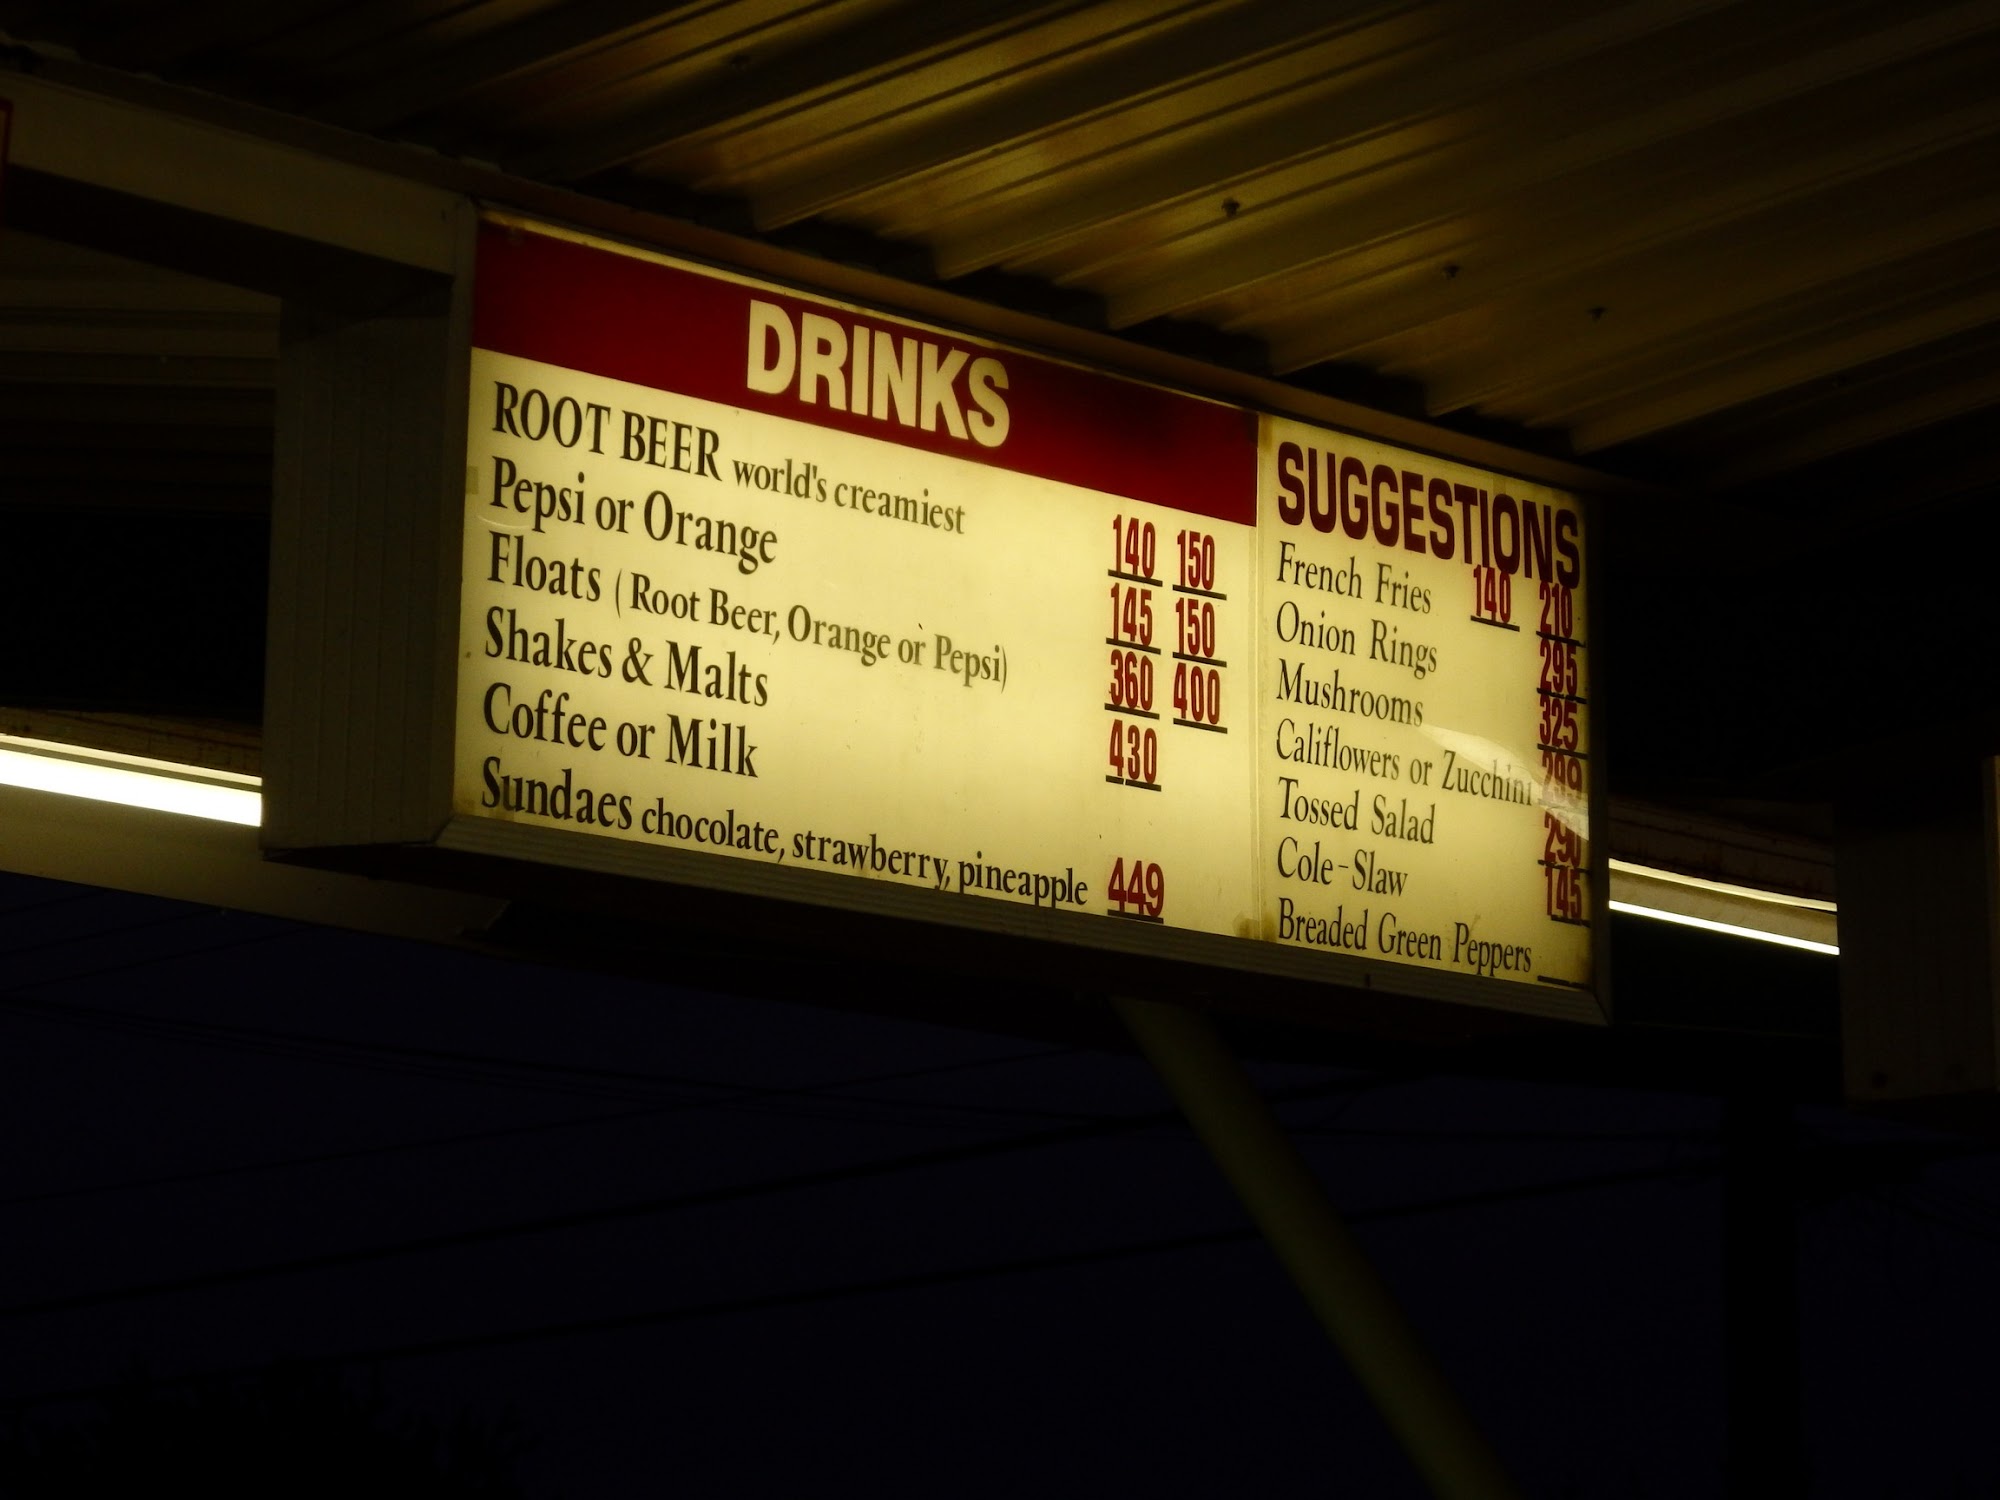 DRINKS
ROOT BEER world's creamiest 140 150
Pepsi or Orange 145 150
Floats (Root Beer, Orange or Pepsi) 360 400
Shakes & Malts 430
Coffee or Milk
Sundaes chocolate, strawberry, pineapple 449
SUGGESTIONS
French Fries 140 210
Onion Rings 295
Mushrooms 325
Califlowers or Zucchini 299
Tossed Salad 290
Cole-Slaw 145
Breaded Green Peppers